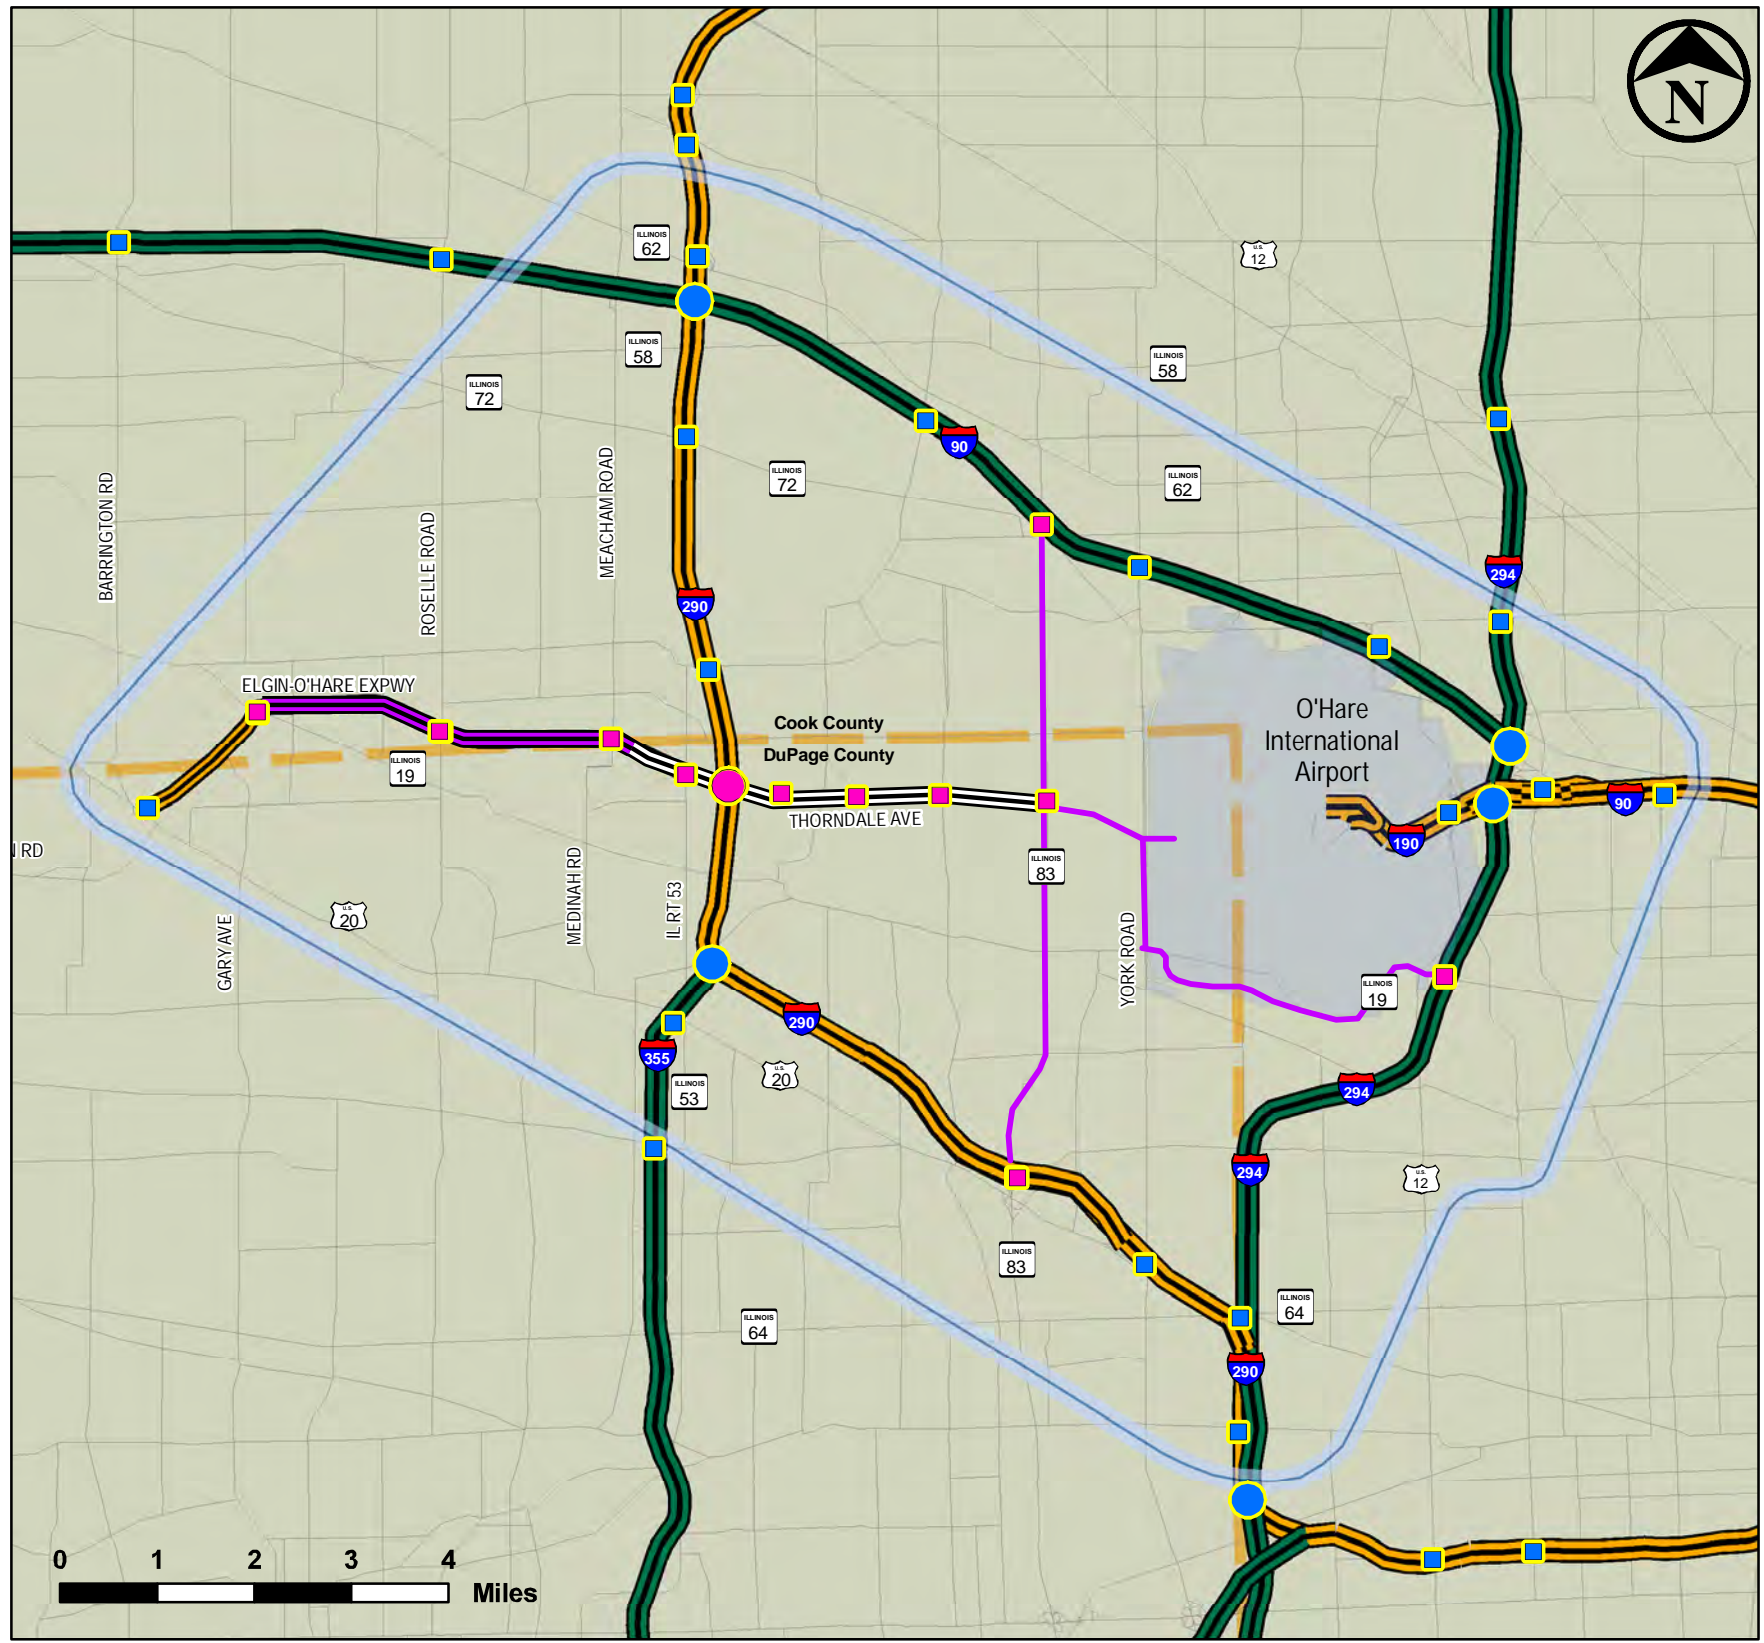 N
ILLINOIS
62
U.S.
12
ILLINOIS
58
ILLINOIS
58
ILLINOIS
72
90
ILLINOIS
72
ILLINOIS
62
BARRINGTON RD
ROSELLE ROAD
MEACHAM ROAD
290
294
ELGIN-O'HARE EXPWY
Cook County
DuPage County
O'Hare
International
Airport
ILLINOIS
19
THORNDALE AVE
90
190
RD
ILLINOIS
83
U.S.
20
GARY AVE
MEDINAH RD
IL RT 53
YORK ROAD
ILLINOIS
19
290
355
U.S.
20
ILLINOIS
53
294
294
U.S.
12
ILLINOIS
83
ILLINOIS
64
ILLINOIS
64
290
0 1 2 3 4
Miles